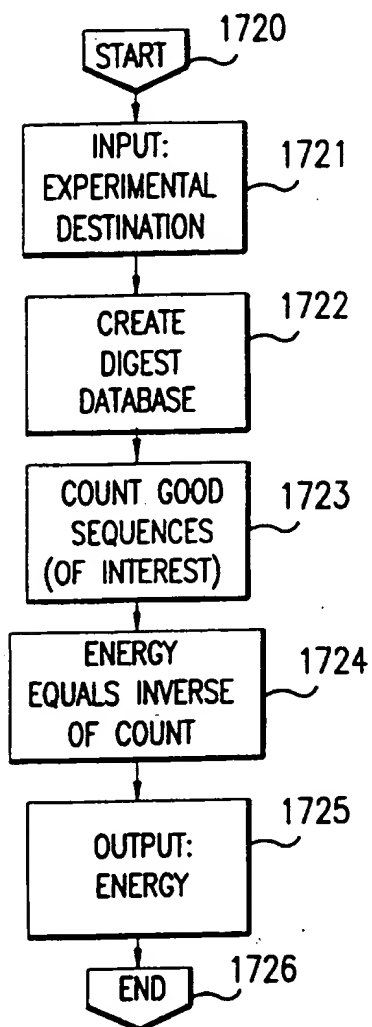 START
1720
INPUT:
EXPERIMENTAL
DESTINATION
1721
CREATE
DIGEST
DATABASE
1722
COUNT GOOD
SEQUENCES
(OF INTEREST)
1723
ENERGY
EQUALS INVERSE
OF COUNT
1724
OUTPUT:
ENERGY
1725
END
1726